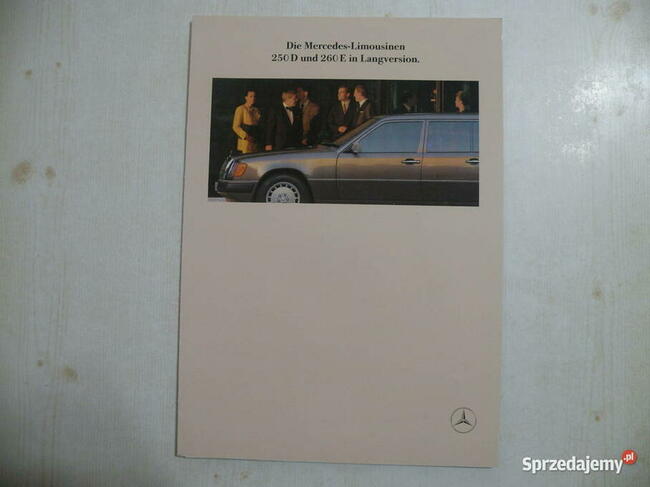 Die Mercedes-Limousinen
250 D und 260 E in Langversion.
Sprzedajemy.pl